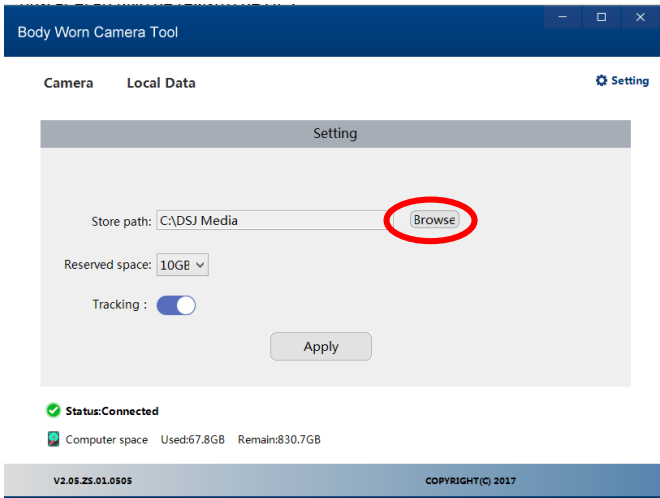 Body Worn Camera Tool
Camera Local Data Setting
Setting
Store path: C:\DSJ Media Browse
Reserved space: 10GB
Tracking :
Apply
Status:Connected
Computer space Used:67.8GB Remain:830.7GB
V2.05.ZS.01.0505 COPYRIGHT(C) 2017